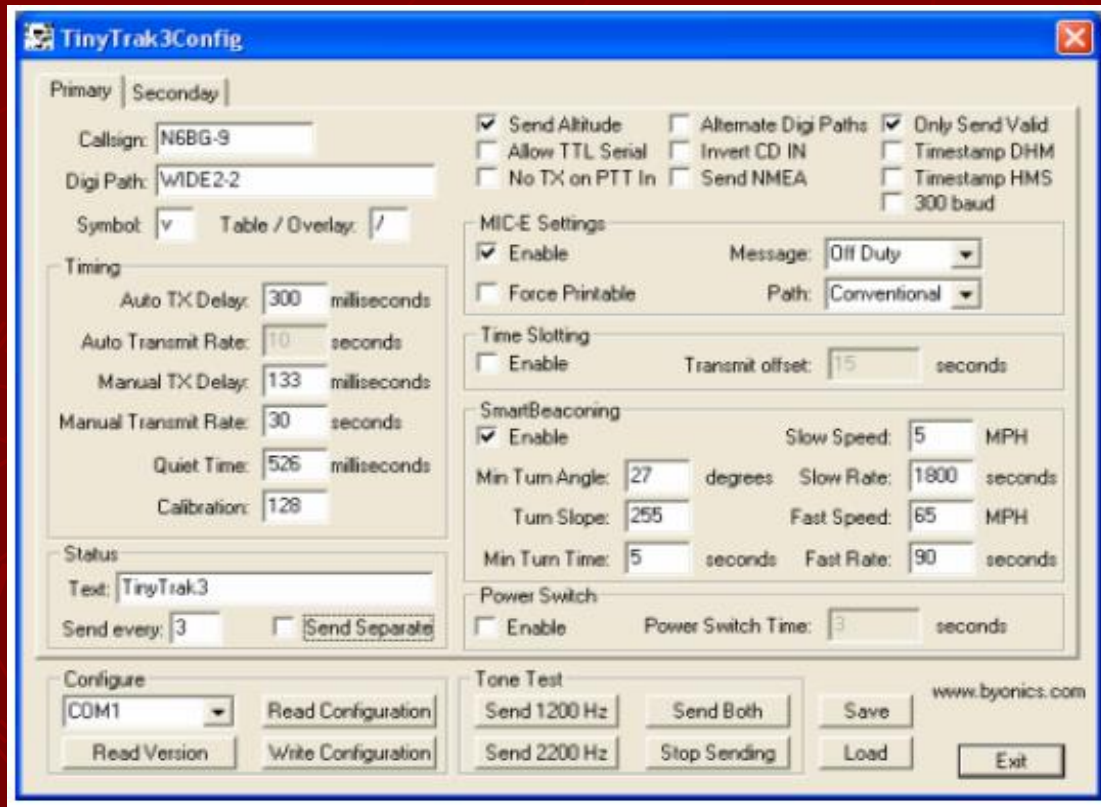 TinyTrak3Config
Primary
Seconday
Callsign: N6BG-9
Digi Path: WIDE2-2
Symbol: v Table / Overlay: /
Timing
Auto TX Delay: 300 milliseconds
Auto Transmit Rate: 10 seconds
Manual TX Delay: 133 milliseconds
Manual Transmit Rate: 30 seconds
Quiet Time: 526 milliseconds
Calibration: 128
Status
Text: TinyTrak3
Send every: 3 Send Separate
Send Altitude Alternate Digi Paths Only Send Valid
Allow TTL Serial Invert CD IN Timestamp DHM
No TX on PTT In Send NMEA Timestamp HMS
300 baud
MIC-E Settings
Enable Message: Off Duty
Force Printable Path: Conventional
Time Slotting
Enable Transmit offset: 15 seconds
SmartBeaconing
Enable Slow Speed: 5 MPH
Min Turn Angle: 27 degrees Slow Rate: 1800 seconds
Turn Slope: 255 Fast Speed: 65 MPH
Min Turn Time: 5 seconds Fast Rate: 90 seconds
Power Switch
Enable Power Switch Time: 3 seconds
Configure
COM1 Read Configuration
Read Version Write Configuration
Tone Test
Send 1200 Hz Send Both
Send 2200 Hz Stop Sending
Save
Load
www.byonics.com
Exit